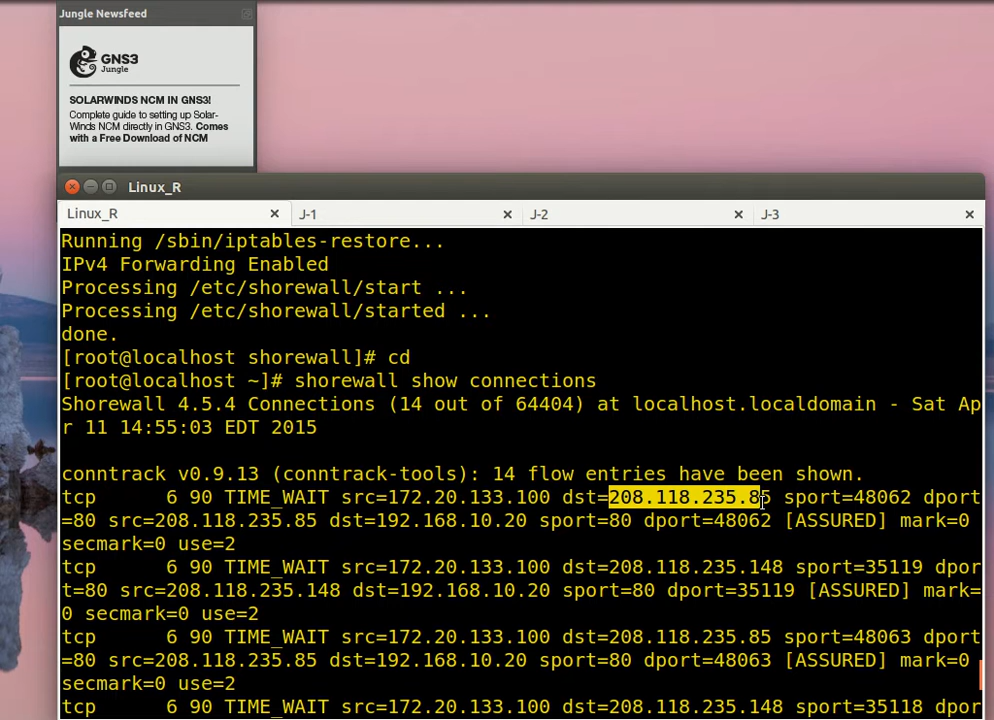 Jungle Newsfeed
GNS3
Jungle
SOLARWINDS NCM IN GNS3!
Complete guide to setting up Solar-
Winds NCM directly in GNS3. Comes
with a Free Download of NCM
Linux_R
Linux_R
J-1
J-2
J-3
Running /sbin/iptables-restore...
IPv4 Forwarding Enabled
Processing /etc/shorewall/start ...
Processing /etc/shorewall/started ...
done.
[root@localhost shorewall]# cd
[root@localhost ~]# shorewall show connections
Shorewall 4.5.4 Connections (14 out of 64404) at localhost.localdomain - Sat Ap
r 11 14:55:03 EDT 2015
conntrack v0.9.13 (conntrack-tools): 14 flow entries have been shown.
tcp      6 90 TIME_WAIT src=172.20.133.100 dst=208.118.235.85 sport=48062 dport
=80 src=208.118.235.85 dst=192.168.10.20 sport=80 dport=48062 [ASSURED] mark=0
secmark=0 use=2
tcp      6 90 TIME_WAIT src=172.20.133.100 dst=208.118.235.148 sport=35119 dpor
t=80 src=208.118.235.148 dst=192.168.10.20 sport=80 dport=35119 [ASSURED] mark=
0 secmark=0 use=2
tcp      6 90 TIME_WAIT src=172.20.133.100 dst=208.118.235.85 sport=48063 dport
=80 src=208.118.235.85 dst=192.168.10.20 sport=80 dport=48063 [ASSURED] mark=0
secmark=0 use=2
tcp      6 90 TIME_WAIT src=172.20.133.100 dst=208.118.235.148 sport=35118 dpor